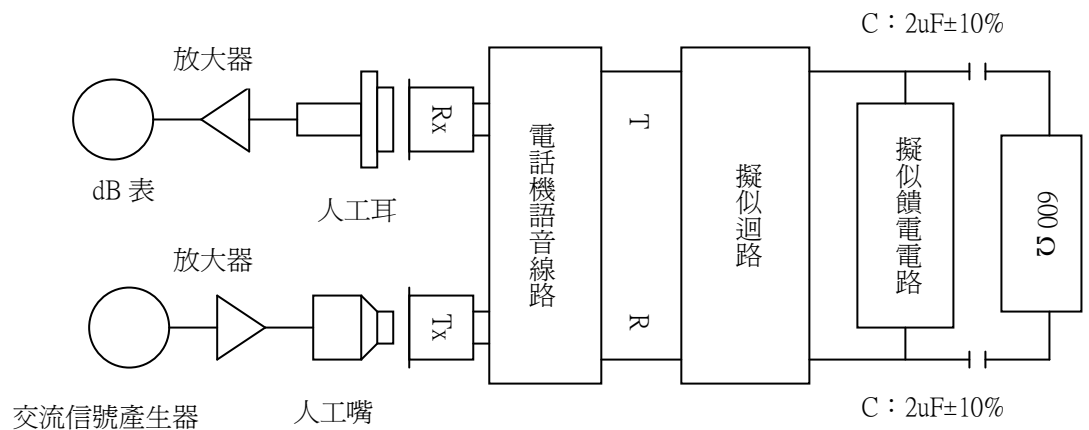 C：2uF±10%
放大器
dB 表
人工耳
Rx
電話機語音線路
T
擬似迴路
擬似饋電電路
600 Ω
放大器
交流信號產生器
人工嘴
Tx
R
C：2uF±10%